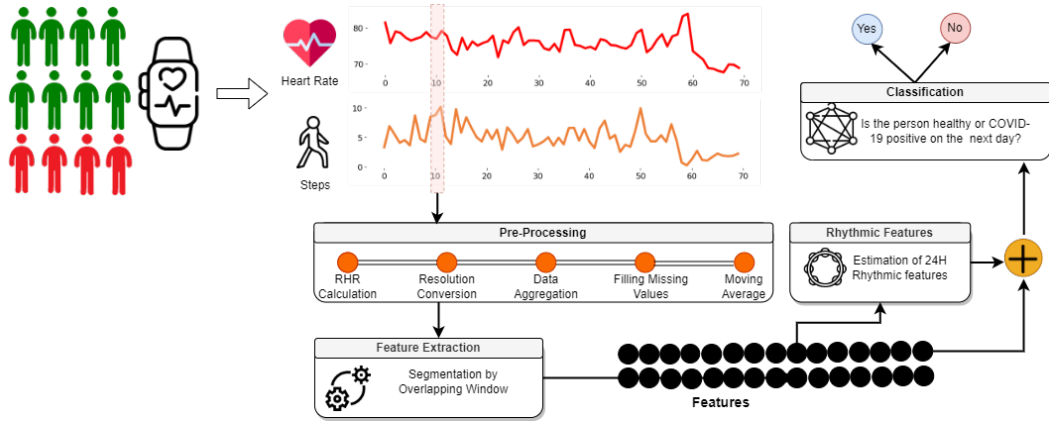 Heart Rate
80
70
0
10
20
30
40
50
60
70
Steps
10
5
0
0
10
20
30
40
50
60
70
Yes
No
Classification
Is the person healthy or COVID-
19 positive on the next day?
Pre-Processing
RHR
Calculation
Resolution
Conversion
Data
Aggregation
Filling Missing
Values
Moving
Average
Rhythmic Features
Estimation of 24H
Rhythmic features
Feature Extraction
Segmentation by
Overlapping Window
Features